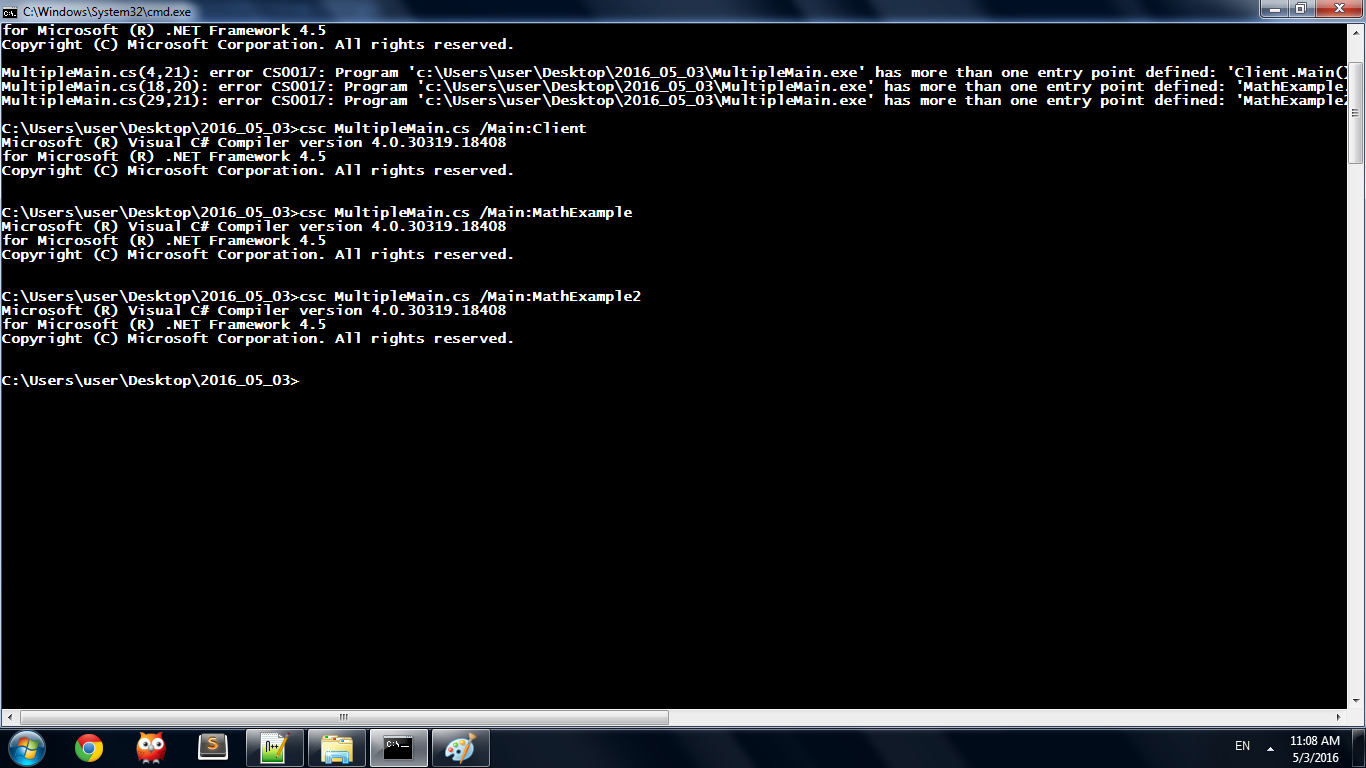 C:\Windows\System32\cmd.exe
for Microsoft (R) .NET Framework 4.5
Copyright (C) Microsoft Corporation. All rights reserved.
MultipleMain.cs(4,21): error CS0017: Program 'c:\Users\user\Desktop\2016_05_03\MultipleMain.exe' has more than one entry point defined: 'Client.Main()
MultipleMain.cs(18,20): error CS0017: Program 'c:\Users\user\Desktop\2016_05_03\MultipleMain.exe' has more than one entry point defined: 'MathExample
MultipleMain.cs(29,21): error CS0017: Program 'c:\Users\user\Desktop\2016_05_03\MultipleMain.exe' has more than one entry point defined: 'MathExample2
C:\Users\user\Desktop\2016_05_03>csc MultipleMain.cs /Main:Client
Microsoft (R) Visual C# Compiler version 4.0.30319.18408
for Microsoft (R) .NET Framework 4.5
Copyright (C) Microsoft Corporation. All rights reserved.
C:\Users\user\Desktop\2016_05_03>csc MultipleMain.cs /Main:MathExample
Microsoft (R) Visual C# Compiler version 4.0.30319.18408
for Microsoft (R) .NET Framework 4.5
Copyright (C) Microsoft Corporation. All rights reserved.
C:\Users\user\Desktop\2016_05_03>csc MultipleMain.cs /Main:MathExample2
Microsoft (R) Visual C# Compiler version 4.0.30319.18408
for Microsoft (R) .NET Framework 4.5
Copyright (C) Microsoft Corporation. All rights reserved.
C:\Users\user\Desktop\2016_05_03>
EN
11:08 AM
5/3/2016